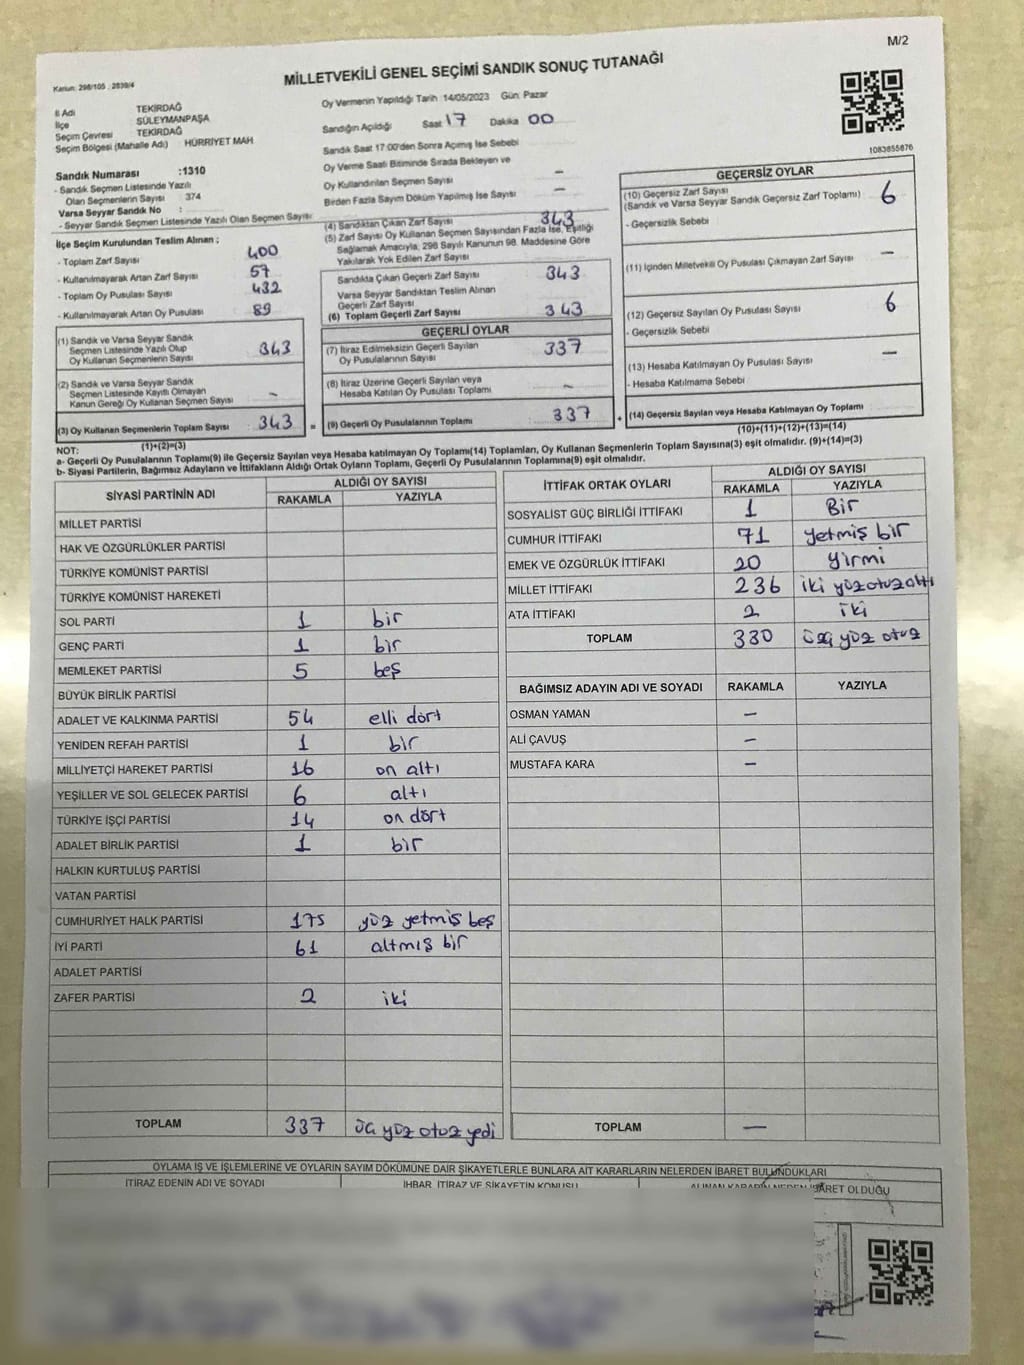 M/2
Kanun: 298/105 , 2839/4
MİLLETVEKİLİ GENEL SEÇİMİ SANDIK SONUÇ TUTANAĞI
İl Adı TEKİRDAĞ
İlçe SÜLEYMANPAŞA
Seçim Çevresi TEKİRDAĞ
Seçim Bölgesi (Mahalle Adı) HÜRRİYET MAH
Oy Vermenin Yapıldığı Tarih 14/05/2023 Gün: Pazar
Sandığın Açıldığı Saat 17 Dakika 00
Sandık Saat 17:00'den Sonra Açımış İse Sebebi
Oy Verme Saati Bitiminde Sırada Bekleyen ve
Oy Kullandırılan Seçmen Sayısı —
Birden Fazla Sayım Döküm Yapılmış İse Sayısı —
1083855876
Sandık Numarası :1310
- Sandık Seçmen Listesinde Yazılı
Olan Seçmenlerin Sayısı 374
Varsa Seyyar Sandık No :
- Seyyar Sandık Seçmen Listesinde Yazılı Olan Seçmen Sayısı
İlçe Seçim Kurulundan Teslim Alınan ;
- Toplam Zarf Sayısı 400
- Kullanılmayarak Artan Zarf Sayısı 57
- Toplam Oy Pusulası Sayısı 432
- Kullanılmayarak Artan Oy Pusulası 89
(1) Sandık ve Varsa Seyyar Sandık
Seçmen Listesinde Yazılı Olup
Oy Kullanan Seçmenlerin Sayısı 343
(2) Sandık ve Varsa Seyyar Sandık
Seçmen Listesinde Kayıtlı Olmayan
Kanun Gereği Oy Kullanan Seçmen Sayısı -
(3) Oy Kullanan Seçmenlerin Toplam Sayısı 343 =
(1)+(2)=(3)
(4) Sandıktan Çıkan Zarf Sayısı 343
(5) Zarf Sayısı Oy Kullanan Seçmen Sayısından Fazla İse, Eşitliği
Sağlamak Amacıyla, 298 Sayılı Kanunun 98. Maddesine Göre
Yakılarak Yok Edilen Zarf Sayısı
Sandıkta Çıkan Geçerli Zarf Sayısı 343
Varsa Seyyar Sandıktan Teslim Alınan
Geçerli Zarf Sayısı
(6) Toplam Geçerli Zarf Sayısı 343
GEÇERLİ OYLAR
(7) İtiraz Edilmeksizin Geçerli Sayılan
Oy Pusulalarının Sayısı 337
(8) İtiraz Üzerine Geçerli Sayılan veya
Hesaba Katılan Oy Pusulası Toplamı -
(9) Geçerli Oy Pusulalarının Toplamı 337 +
GEÇERSİZ OYLAR
(10) Geçersiz Zarf Sayısı
(Sandık ve Varsa Seyyar Sandık Geçersiz Zarf Toplamı) 6
- Geçersizlik Sebebi
(11) İçinden Milletvekili Oy Pusulası Çıkmayan Zarf Sayısı —
(12) Geçersiz Sayılan Oy Pusulası Sayısı 6
- Geçersizlik Sebebi
(13) Hesaba Katılmayan Oy Pusulası Sayısı —
- Hesaba Katılmama Sebebi
(14) Geçersiz Sayılan veya Hesaba Katılmayan Oy Toplamı
(10)+(11)+(12)+(13)=(14)
NOT:
a- Geçerli Oy Pusulalarının Toplamı(9) ile Geçersiz Sayılan veya Hesaba katılmayan Oy Toplamı(14) Toplamları, Oy Kullanan Seçmenlerin Toplam Sayısına(3) eşit olmalıdır. (9)+(14)=(3)
b- Siyasi Partilerin, Bağımsız Adayların ve İttifakların Aldığı Ortak Oyların Toplamı, Geçerli Oy Pusulalarının Toplamına(9) eşit olmalıdır.
SİYASİ PARTİNİN ADI ALDIĞI OY SAYISI
RAKAMLA YAZIYLA
MİLLET PARTİSİ
HAK VE ÖZGÜRLÜKLER PARTİSİ
TÜRKİYE KOMÜNİST PARTİSİ
TÜRKİYE KOMÜNİST HAREKETİ
SOL PARTİ 1 bir
GENÇ PARTİ 1 bir
MEMLEKET PARTİSİ 5 beş
BÜYÜK BİRLİK PARTİSİ
ADALET VE KALKINMA PARTİSİ 54 elli dört
YENİDEN REFAH PARTİSİ 1 bir
MİLLİYETÇİ HAREKET PARTİSİ 16 on altı
YEŞİLLER VE SOL GELECEK PARTİSİ 6 altı
TÜRKİYE İŞÇİ PARTİSİ 14 on dört
ADALET BİRLİK PARTİSİ 1 bir
HALKIN KURTULUŞ PARTİSİ
VATAN PARTİSİ
CUMHURİYET HALK PARTİSİ 175 yüz yetmiş beş
İYİ PARTİ 61 altmış bir
ADALET PARTİSİ
ZAFER PARTİSİ 2 iki
TOPLAM 337 üç yüz otuz yedi
İTTİFAK ORTAK OYLARI ALDIĞI OY SAYISI
RAKAMLA YAZIYLA
SOSYALİST GÜÇ BİRLİĞİ İTTİFAKI 1 Bir
CUMHUR İTTİFAKI 71 yetmiş bir
EMEK VE ÖZGÜRLÜK İTTİFAKI 20 yirmi
MİLLET İTTİFAKI 236 iki yüz otuz altı
ATA İTTİFAKI 2 iki
TOPLAM 330 üç yüz otuz
BAĞIMSIZ ADAYIN ADI VE SOYADI RAKAMLA YAZIYLA
OSMAN YAMAN —
ALİ ÇAVUŞ —
MUSTAFA KARA —
TOPLAM —
OYLAMA İŞ VE İŞLEMLERİNE VE OYLARIN SAYIM DÖKÜMÜNE DAİR ŞİKAYETLERLE BUNLARA AİT KARARLARIN NELERDEN İBARET BULUNDUKLARI
İTİRAZ EDENİN ADI VE SOYADI İHBAR, İTİRAZ VE ŞİKAYETİN KONUSU ALINAN KARARIN NEDEN İBARET OLDUĞU